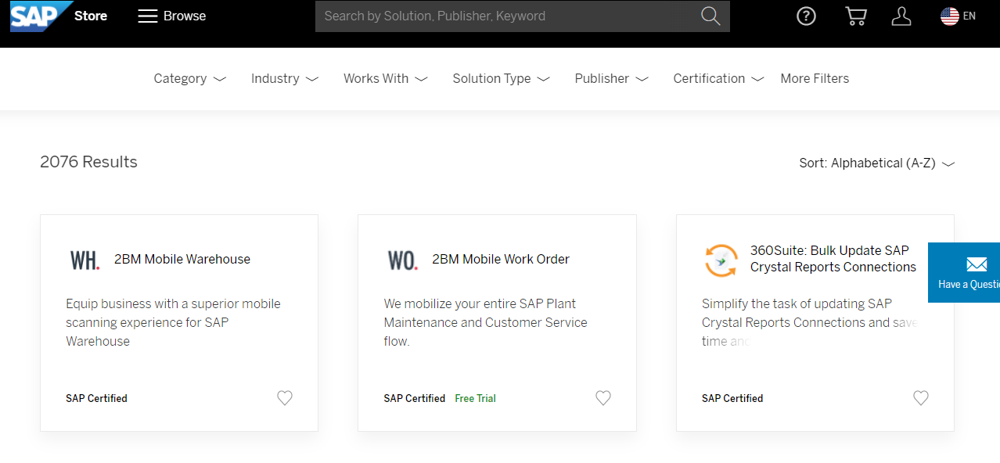 SAP Store Browse Search by Solution, Publisher, Keyword EN
Category Industry Works With Solution Type Publisher Certification More Filters
2076 Results
Sort: Alphabetical (A-Z)
WH. 2BM Mobile Warehouse
Equip business with a superior mobile
scanning experience for SAP
Warehouse
SAP Certified
WO. 2BM Mobile Work Order
We mobilize your entire SAP Plant
Maintenance and Customer Service
flow.
SAP Certified Free Trial
360Suite: Bulk Update SAP
Crystal Reports Connections
Simplify the task of updating SAP
Crystal Reports Connections and save
time and
SAP Certified
Have a Questi